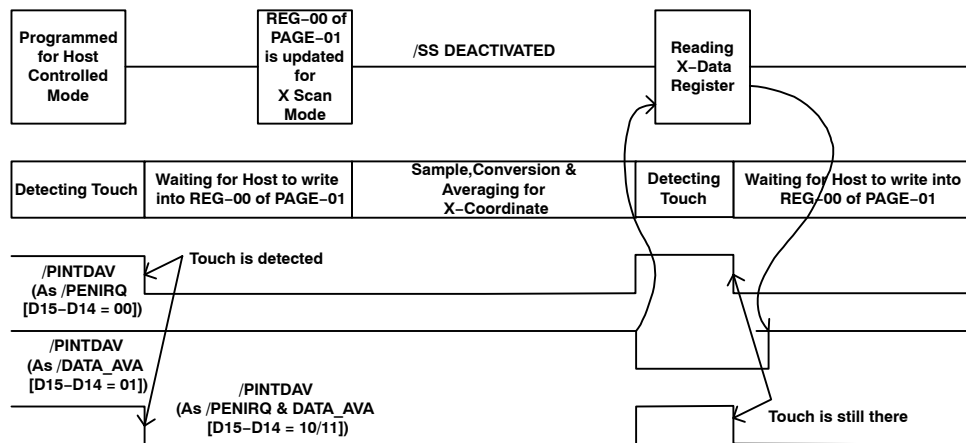 Programmed
for Host
Controlled
Mode
REG−00 of
PAGE−01
is updated
for
X Scan
Mode
/SS DEACTIVATED
Reading
X−Data
Register
Detecting Touch
Waiting for Host to write
into REG−00 of PAGE−01
Sample,Conversion &
Averaging for
X−Coordinate
Detecting
Touch
Waiting for Host to write into
REG−00 of PAGE−01
Touch is detected
/PINTDAV
(As /PENIRQ
[D15−D14 = 00])
/PINTDAV
(As /DATA_AVA
[D15−D14 = 01])
/PINTDAV
(As /PENIRQ & DATA_AVA
[D15−D14 = 10/11])
Touch is still there